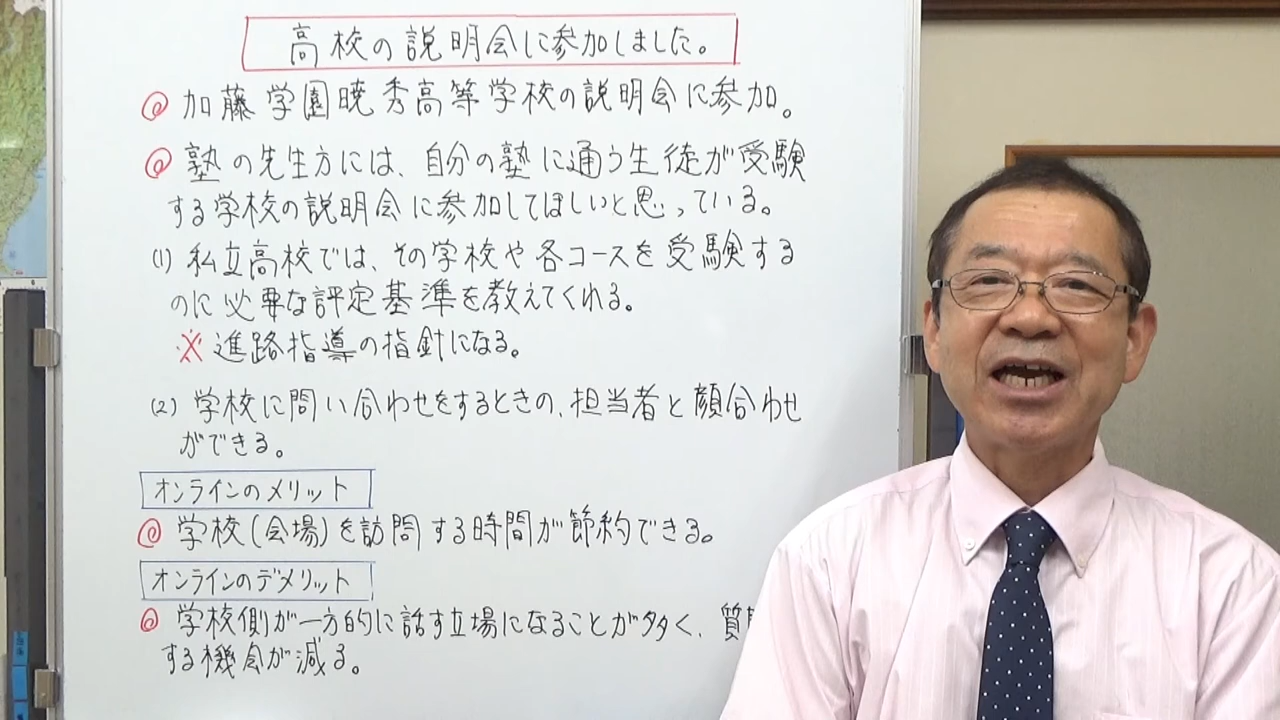 高校の説明会に参加しました。
◎ 加藤学園暁秀高等学校の説明会に参加。
◎ 塾の先生方には、自分の塾に通う生徒が受験
する学校の説明会に参加してほしいと思っている。
(1) 私立高校では、その学校や各コースを受験する
のに必要な評定基準を教えてくれる。
※ 進路指導の指針になる。
(2) 学校に問い合わせをするときの、担当者と顔合わせ
ができる。
オンラインのメリット
◎ 学校(会場)を訪問する時間が節約できる。
オンラインのデメリット
◎ 学校側が一方的に話す立場になることが多く、質
する機会が減る。